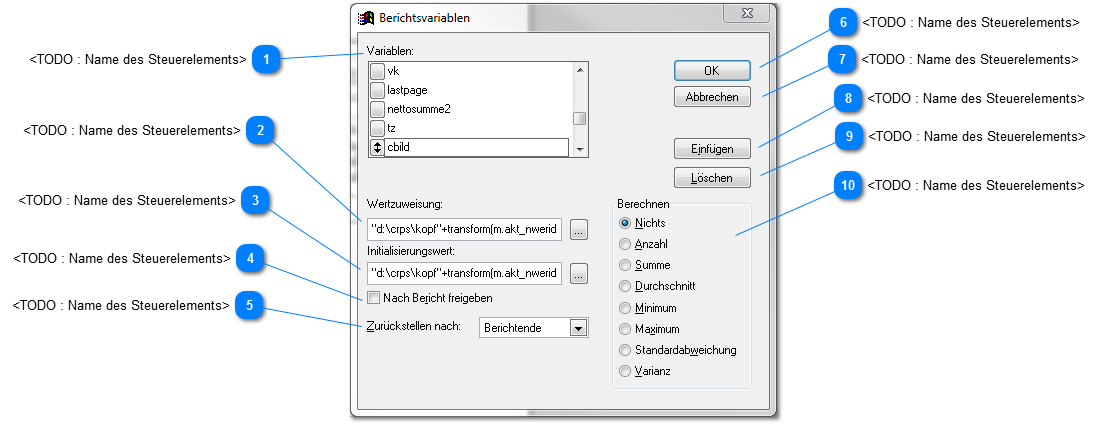 Berichtsvariablen
<TODO : Name des Steuerelements> 1
Variablen:
vk
lastpage
nettosumme2
tz
cbild
<TODO : Name des Steuerelements> 2
<TODO : Name des Steuerelements> 3
Wertzuweisung:
"d:\crps\kopf"+transform(m.akt_nwerid ...
Initialisierungswert:
"d:\crps\kopf"+transform(m.akt_nwerid ...
<TODO : Name des Steuerelements> 4
Nach Bericht freigeben
<TODO : Name des Steuerelements> 5
Zurückstellen nach: Berichtende
6 <TODO : Name des Steuerelements>
OK
7 <TODO : Name des Steuerelements>
Abbrechen
8 <TODO : Name des Steuerelements>
Einfügen
9 <TODO : Name des Steuerelements>
Löschen
10 <TODO : Name des Steuerelements>
Berechnen
Nichts
Anzahl
Summe
Durchschnitt
Minimum
Maximum
Standardabweichung
Varianz